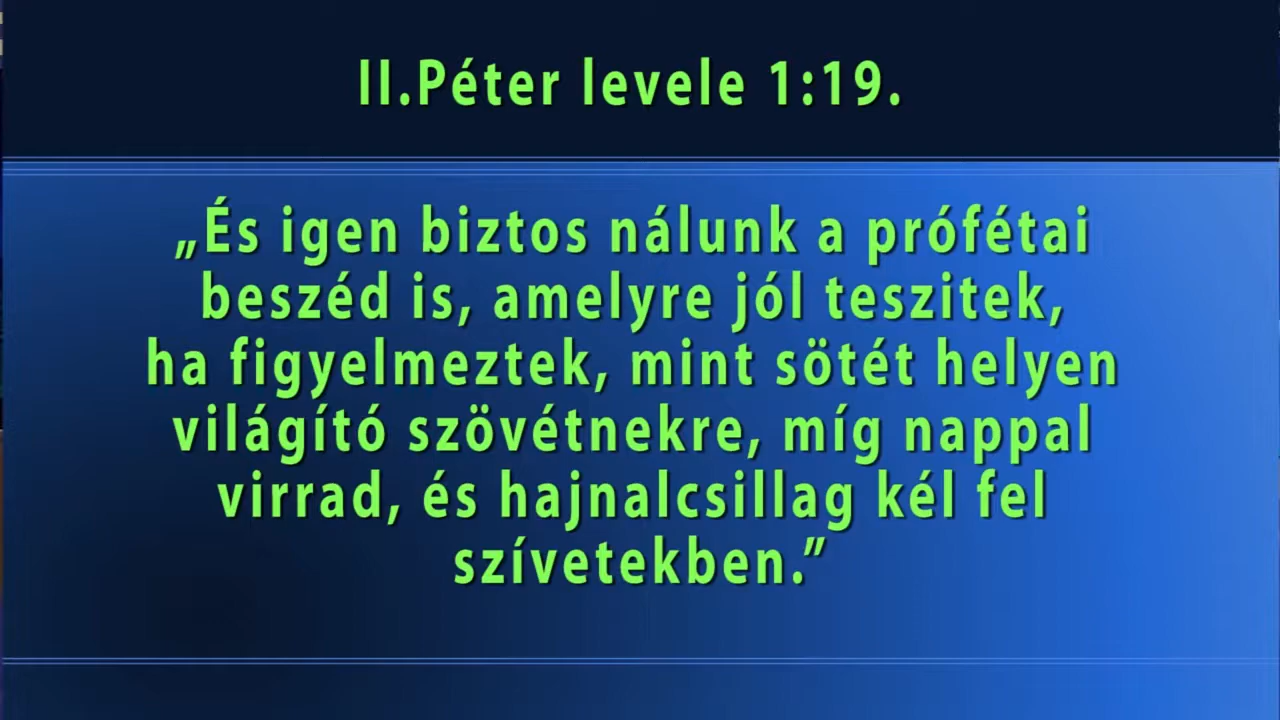 II.Péter levele 1:19.
„És igen biztos nálunk a prófétai
beszéd is, amelyre jól teszitek,
ha figyelmeztek, mint sötét helyen
világító szövétnekre, míg nappal
virrad, és hajnalcsillag kél fel
szívetekben.”